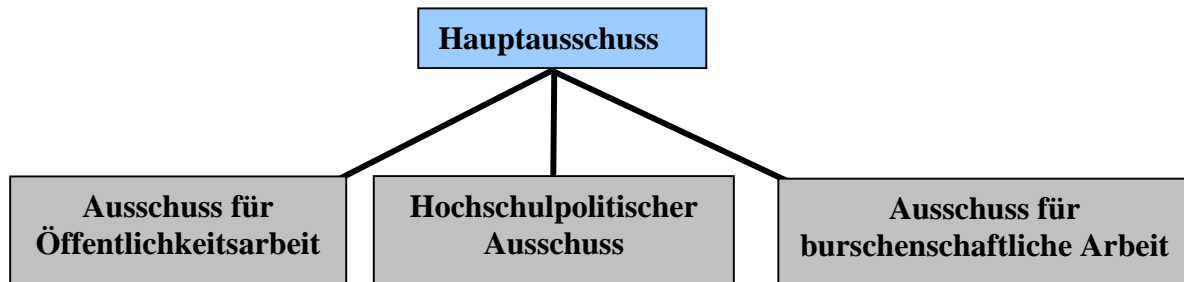 Hauptausschuss
Ausschuss für
Öffentlichkeitsarbeit
Hochschulpolitischer
Ausschuss
Ausschuss für
burschenschaftliche Arbeit